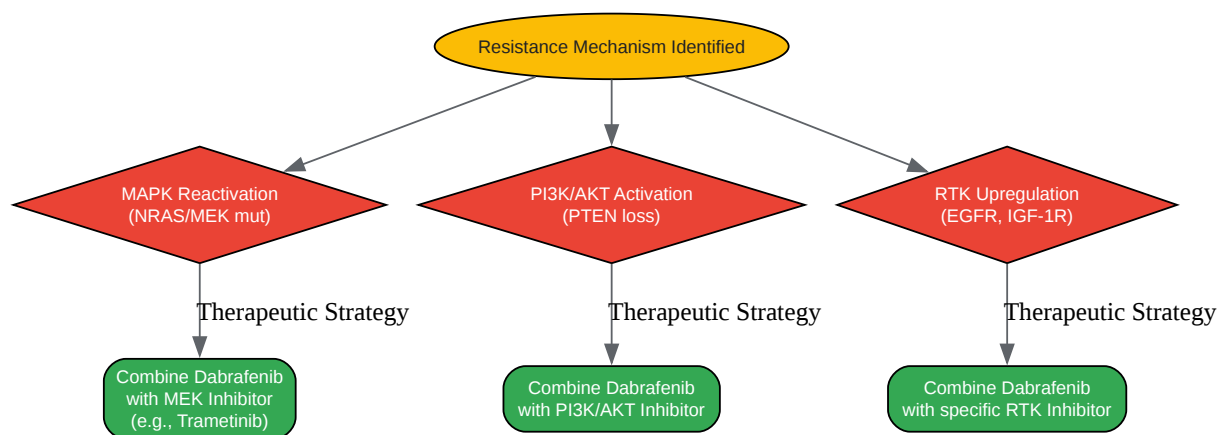 Resistance Mechanism Identified
MAPK Reactivation
(NRAS/MEK mut)
PI3K/AKT Activation
(PTEN loss)
RTK Upregulation
(EGFR, IGF-1R)
Therapeutic Strategy
Therapeutic Strategy
Therapeutic Strategy
Combine Dabrafenib
with MEK Inhibitor
(e.g., Trametinib)
Combine Dabrafenib
with PI3K/AKT Inhibitor
Combine Dabrafenib
with specific RTK Inhibitor